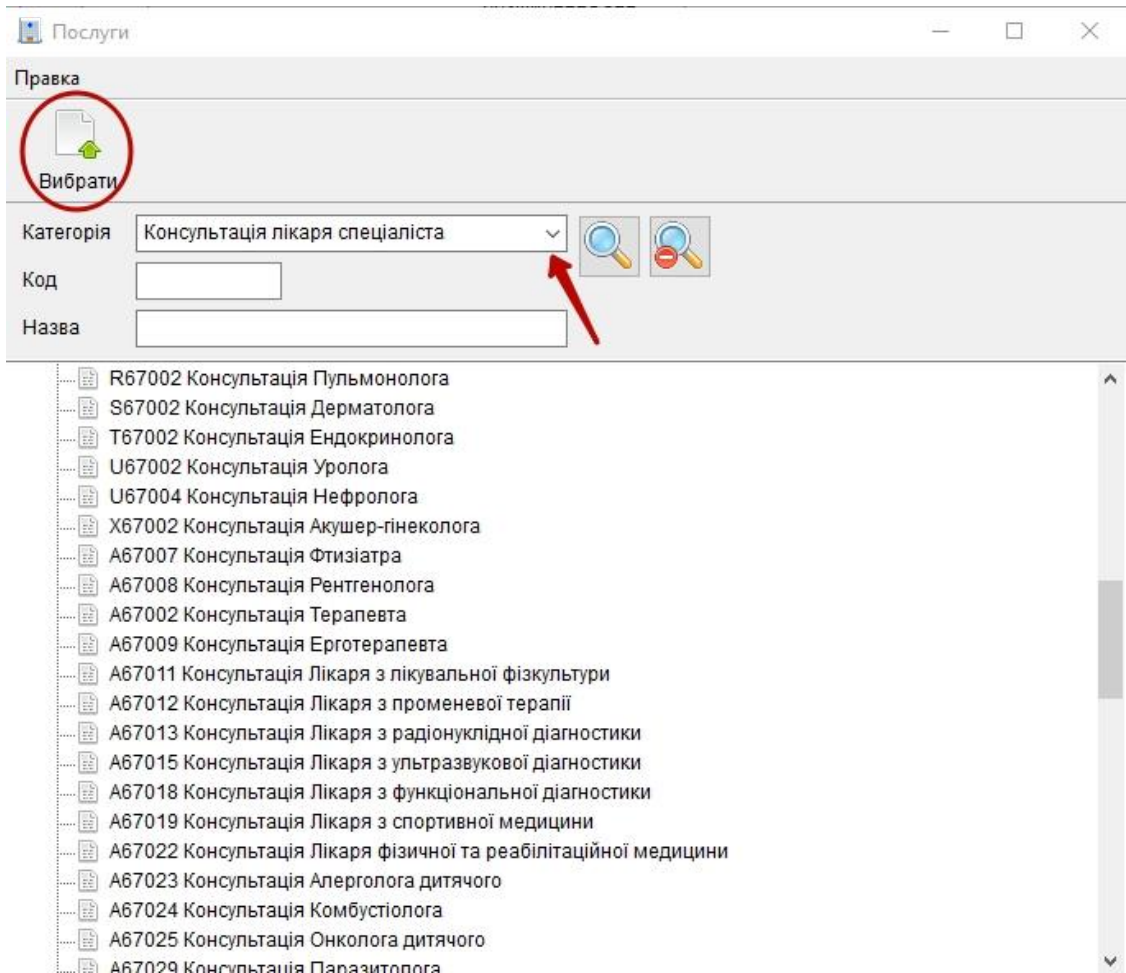 Послуги
Правка
Вибрати
Категорія Консультація лікаря спеціаліста
Код
Назва
R67002 Консультація Пульмонолога
S67002 Консультація Дерматолога
T67002 Консультація Ендокринолога
U67002 Консультація Уролога
U67004 Консультація Нефролога
X67002 Консультація Акушер-гінеколога
A67007 Консультація Фтизіатра
A67008 Консультація Рентгенолога
A67002 Консультація Терапевта
A67009 Консультація Ерготерапевта
A67011 Консультація Лікаря з лікувальної фізкультури
A67012 Консультація Лікаря з променевої терапії
A67013 Консультація Лікаря з радіонуклідної діагностики
A67015 Консультація Лікаря з ультразвукової діагностики
A67018 Консультація Лікаря з функціональної діагностики
A67019 Консультація Лікаря з спортивної медицини
A67022 Консультація Лікаря фізичної та реабілітаційної медицини
A67023 Консультація Алерголога дитячого
A67024 Консультація Комбустіолога
A67025 Консультація Онколога дитячого
A67029 Консультація Паразитолога